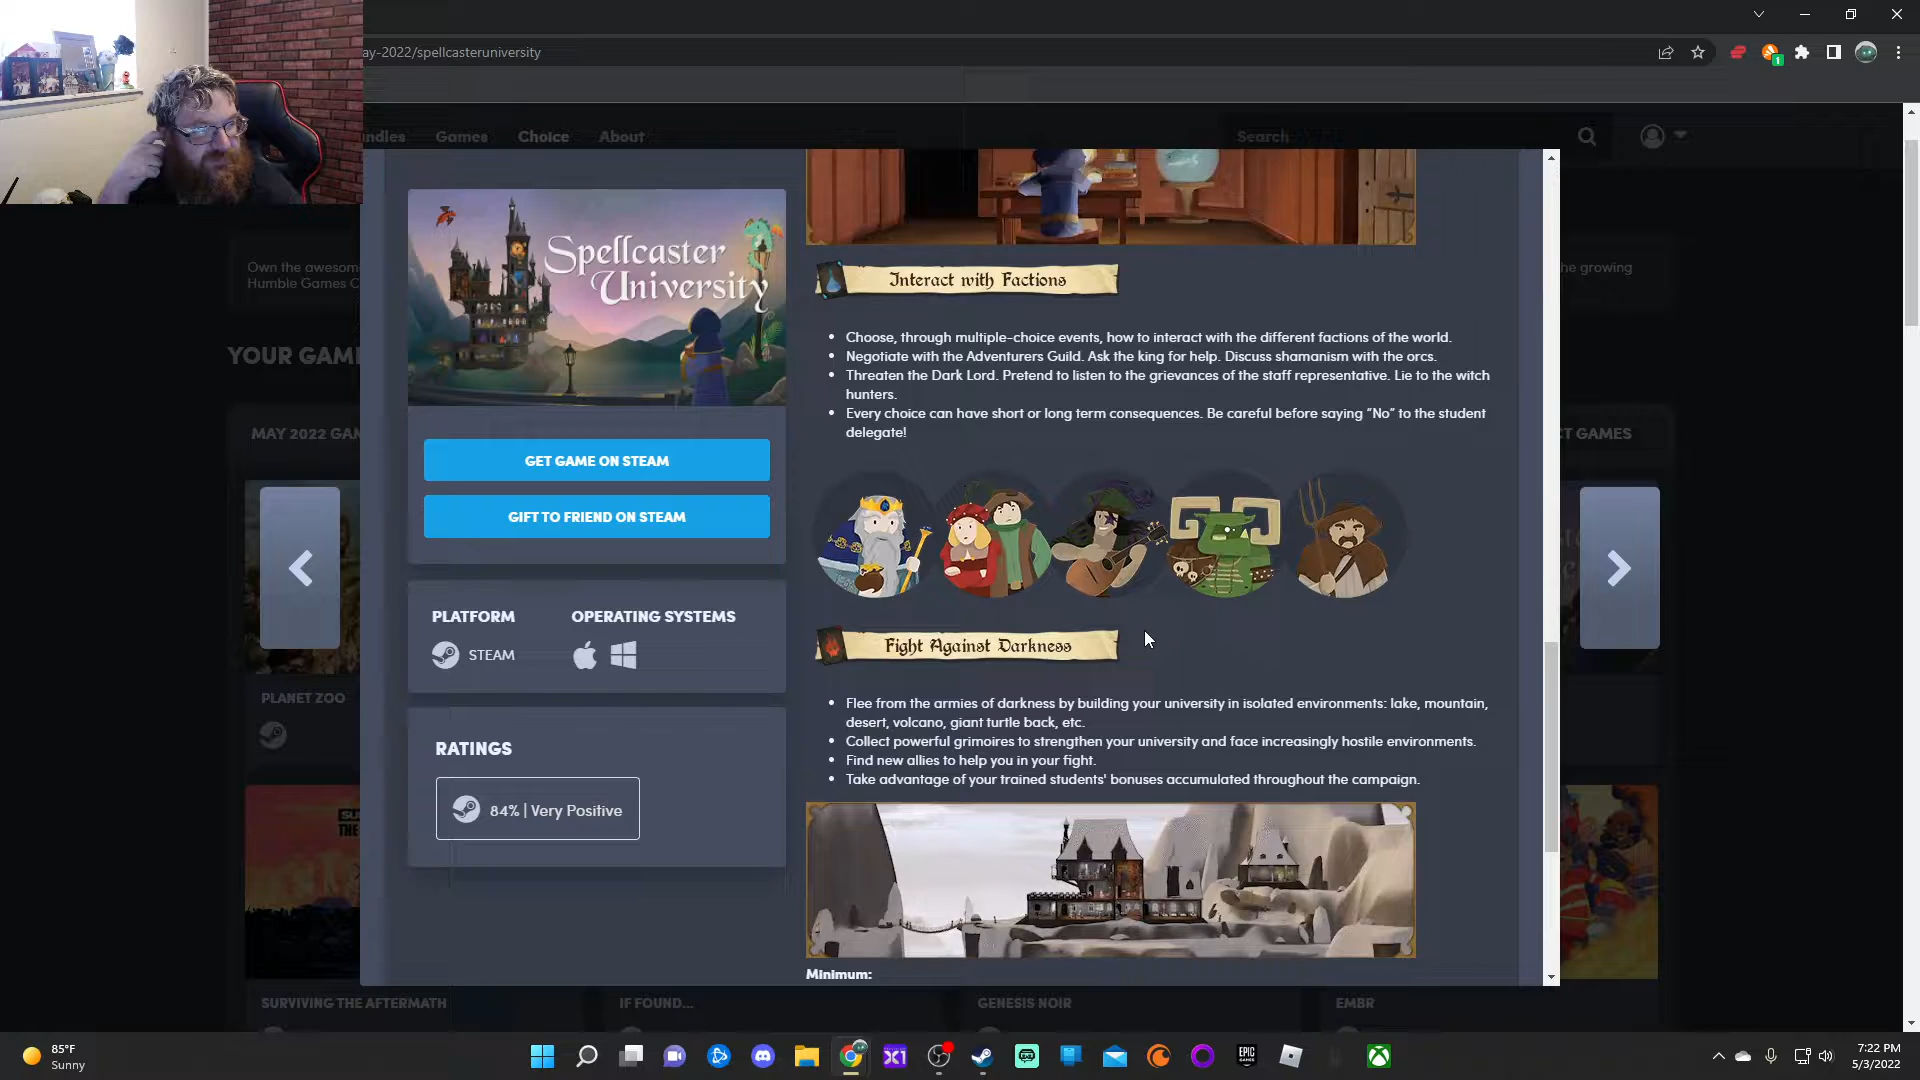 ay-2022/spellcasteruniversity
1
ndles Games Choice About
Search
Own the awesom
Humble Games C
he growing
YOUR GAM
MAY 2022 GAM
CT GAMES
PLANET ZOO
SURVIVING THE AFTERMATH
IF FOUND...
GENESIS NOIR
EMBR
Spellcaster
University
GET GAME ON STEAM
GIFT TO FRIEND ON STEAM
PLATFORM
OPERATING SYSTEMS
STEAM
RATINGS
84% | Very Positive
Interact with Factions
• Choose, through multiple-choice events, how to interact with the different factions of the world.
• Negotiate with the Adventurers Guild. Ask the king for help. Discuss shamanism with the orcs.
• Threaten the Dark Lord. Pretend to listen to the grievances of the staff representative. Lie to the witch
hunters.
• Every choice can have short or long term consequences. Be careful before saying “No” to the student
delegate!
Fight Against Darkness
• Flee from the armies of darkness by building your university in isolated environments: lake, mountain,
desert, volcano, giant turtle back, etc.
• Collect powerful grimoires to strengthen your university and face increasingly hostile environments.
• Find new allies to help you in your fight.
• Take advantage of your trained students' bonuses accumulated throughout the campaign.
Minimum:
85°F
Sunny
X1
EPIC
GAMES
7:22 PM
5/3/2022